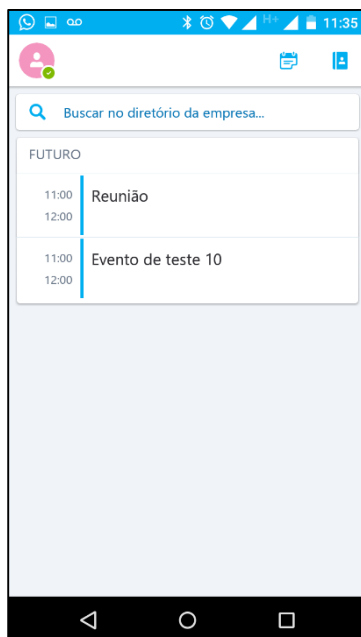 H+ 11:35
Buscar no diretório da empresa...
FUTURO
11:00 Reunião
12:00
11:00 Evento de teste 10
12:00